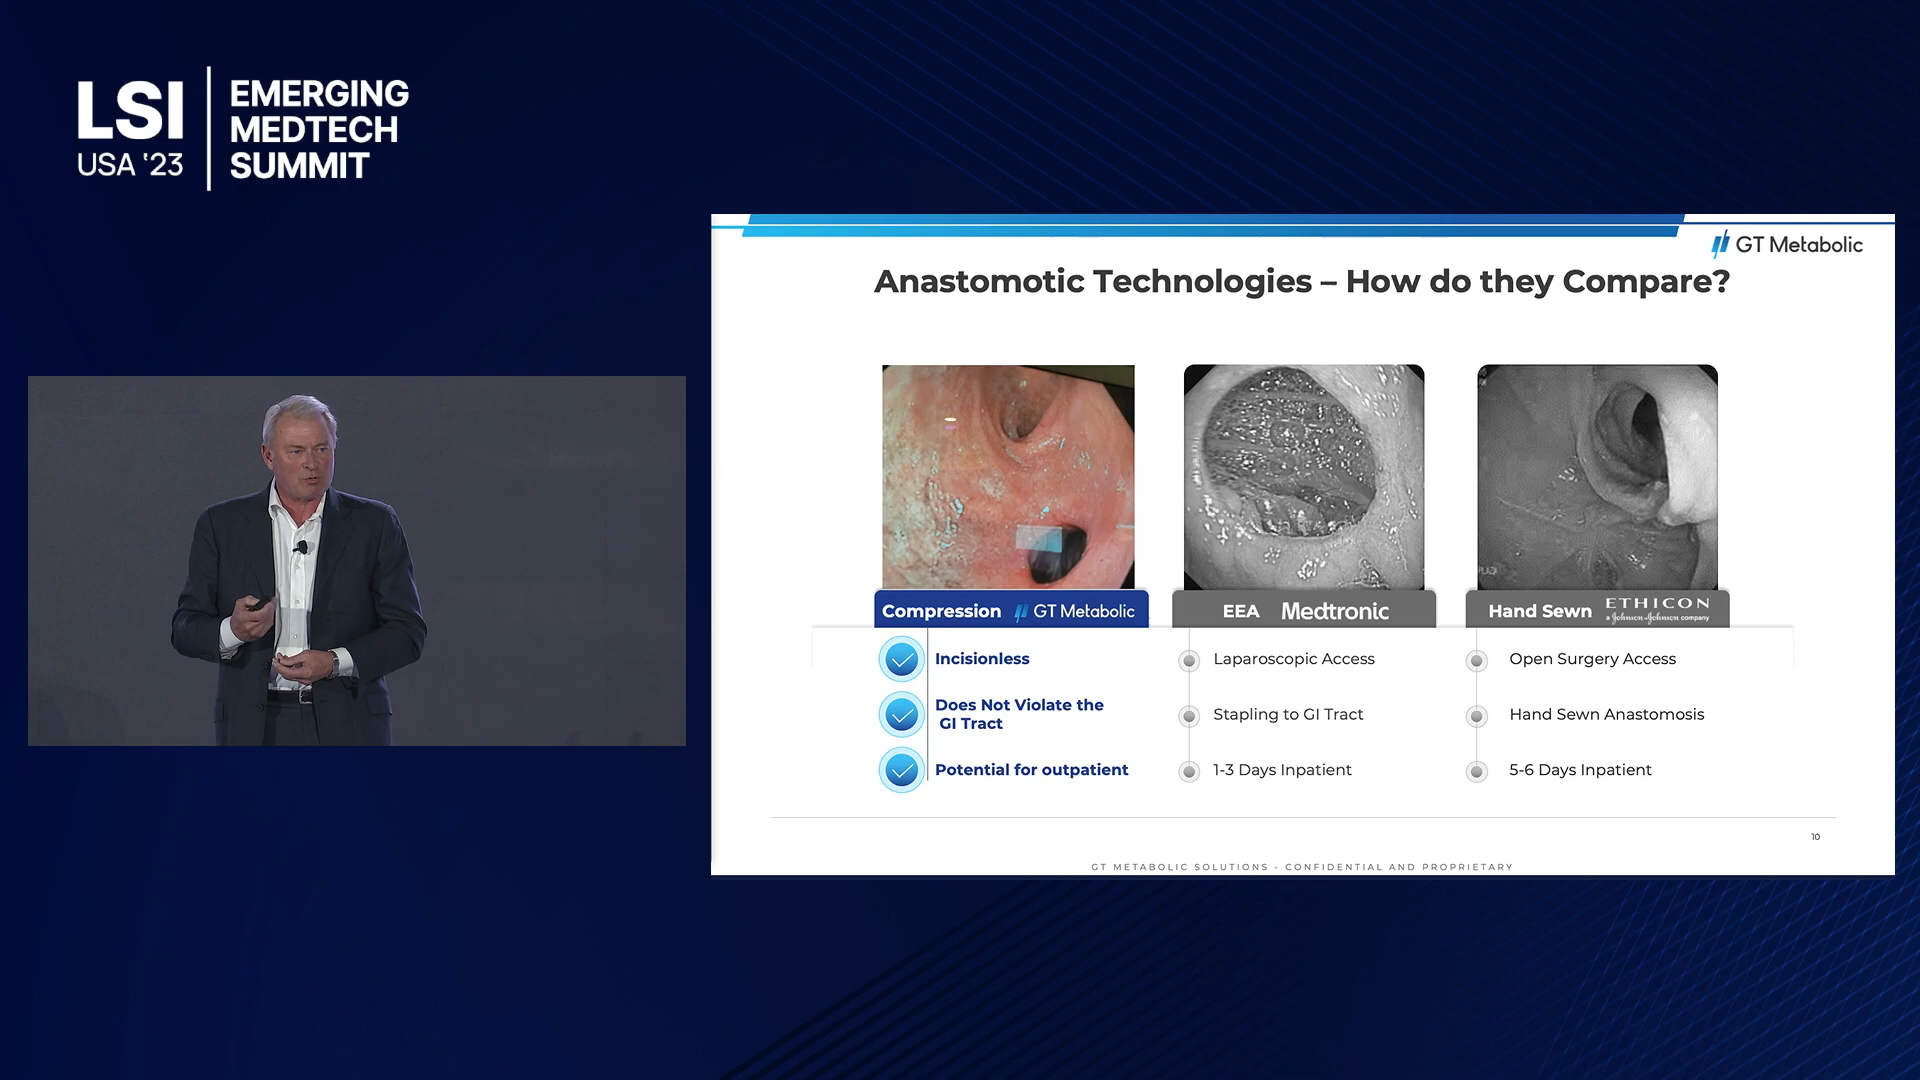 LSI
USA '23
EMERGING
MEDTECH
SUMMIT
GT Metabolic
Anastomotic Technologies – How do they Compare?
Compression GT Metabolic
Incisionless
Does Not Violate the
GI Tract
Potential for outpatient
EEA Medtronic
Laparoscopic Access
Stapling to GI Tract
1-3 Days Inpatient
Hand Sewn ETHICON
a Johnson+Johnson company
Open Surgery Access
Hand Sewn Anastomosis
5-6 Days Inpatient
10
GT METABOLIC SOLUTIONS - CONFIDENTIAL AND PROPRIETARY